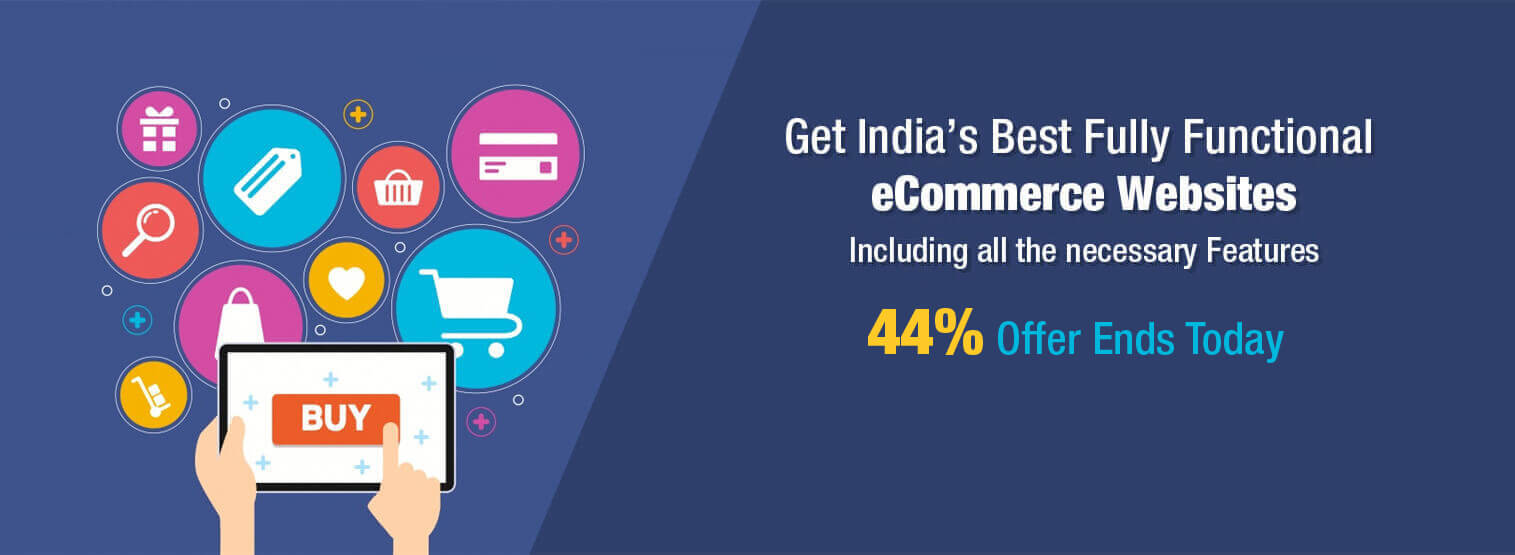 Get India's Best Fully Functional
eCommerce Websites
Including all the necessary Features
44% Offer Ends Today
BUY